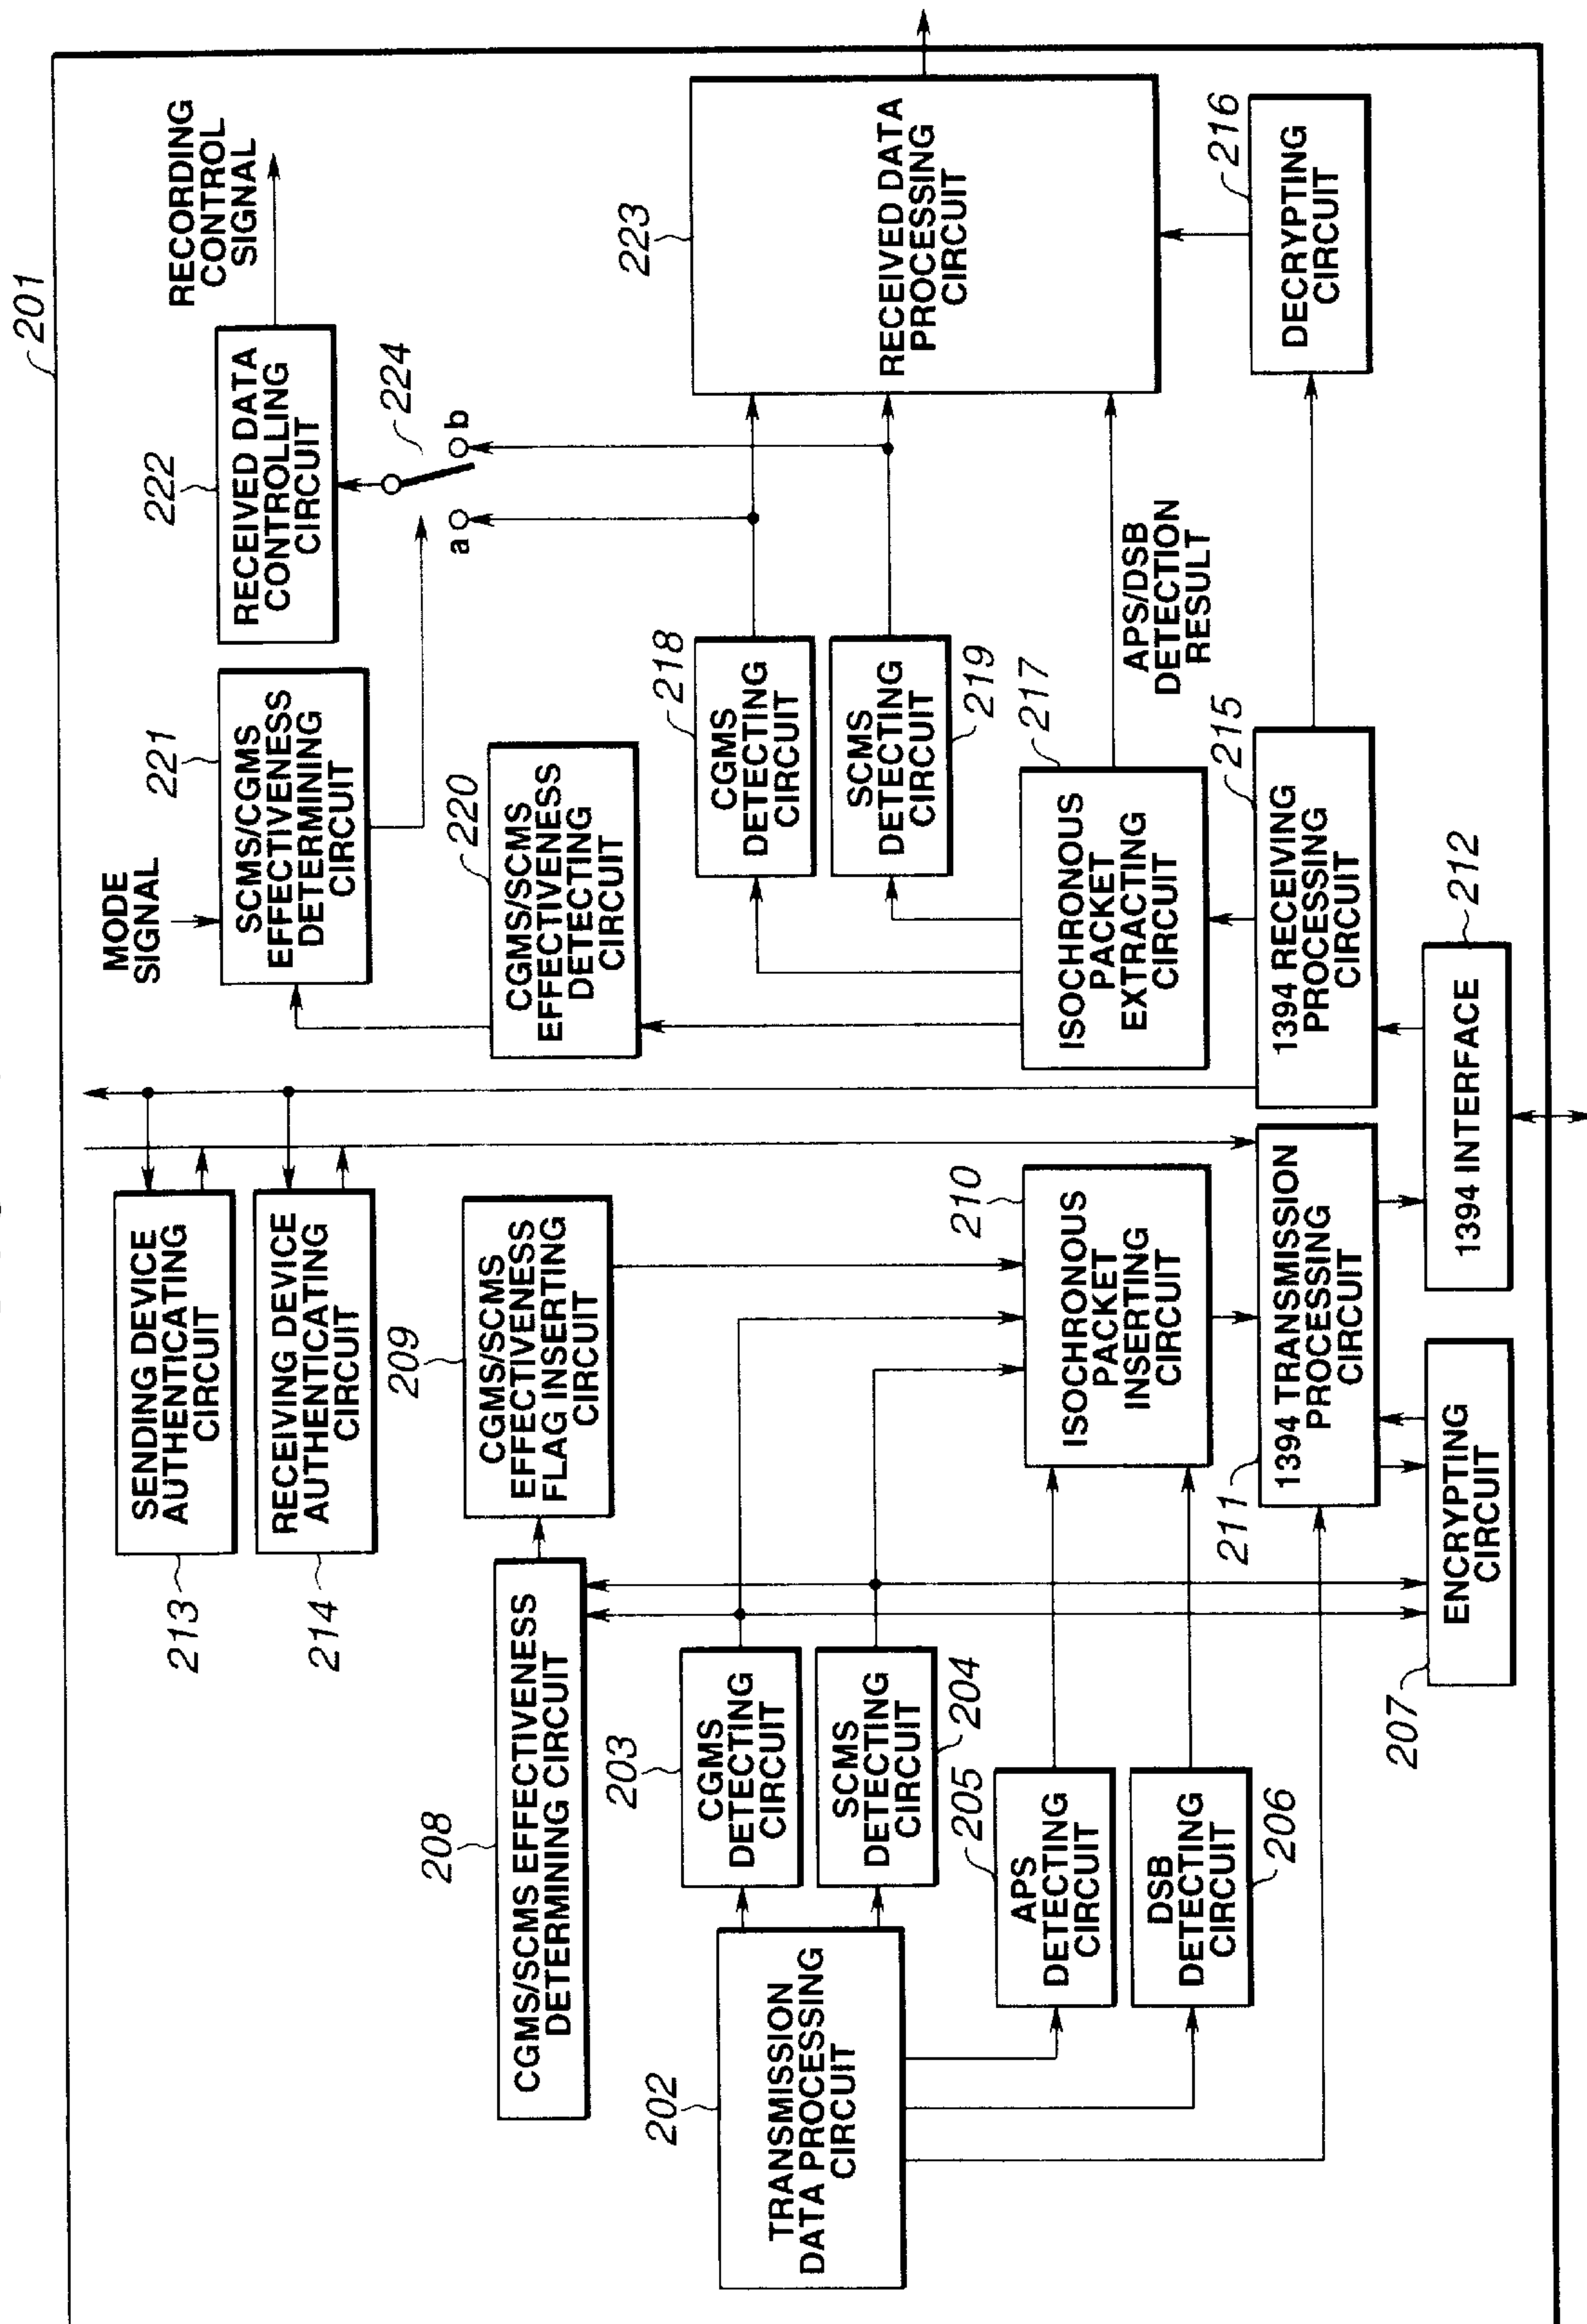 201
MODE
SIGNAL
RECORDING
CONTROL
SIGNAL
213
SENDING DEVICE
AUTHENTICATING
CIRCUIT
214
RECEIVING DEVICE
AUTHENTICATING
CIRCUIT
221
SCMS/CGMS
EFFECTIVENESS
DETERMINING
CIRCUIT
222
RECEIVED DATA
CONTROLLING
CIRCUIT
224
a
b
208
CGMS/SCMS EFFECTIVENESS
DETERMINING CIRCUIT
209
CGMS/SCMS
EFFECTIVENESS
FLAG INSERTING
CIRCUIT
220
CGMS/SCMS
EFFECTIVENESS
DETECTING
CIRCUIT
202
TRANSMISSION
DATA PROCESSING
CIRCUIT
203
CGMS
DETECTING
CIRCUIT
204
SCMS
DETECTING
CIRCUIT
218
CGMS
DETECTING
CIRCUIT
219
SCMS
DETECTING
CIRCUIT
223
RECEIVED DATA
PROCESSING
CIRCUIT
205
APS
DETECTING
CIRCUIT
206
DSB
DETECTING
CIRCUIT
210
ISOCHRONOUS
PACKET
INSERTING
CIRCUIT
217
ISOCHRONOUS
PACKET
EXTRACTING
CIRCUIT
APS/DSB
DETECTION
RESULT
211
1394 TRANSMISSION
PROCESSING
CIRCUIT
215
1394 RECEIVING
PROCESSING
CIRCUIT
216
DECRYPTING
CIRCUIT
207
ENCRYPTING
CIRCUIT
212
1394 INTERFACE